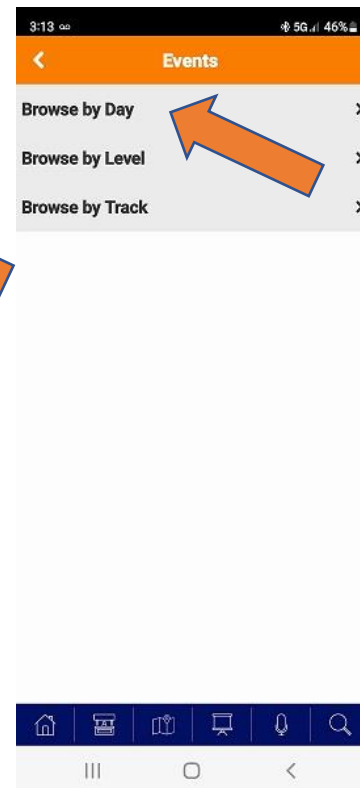 3:13 5G 46%
Events
Browse by Day
Browse by Level
Browse by Track